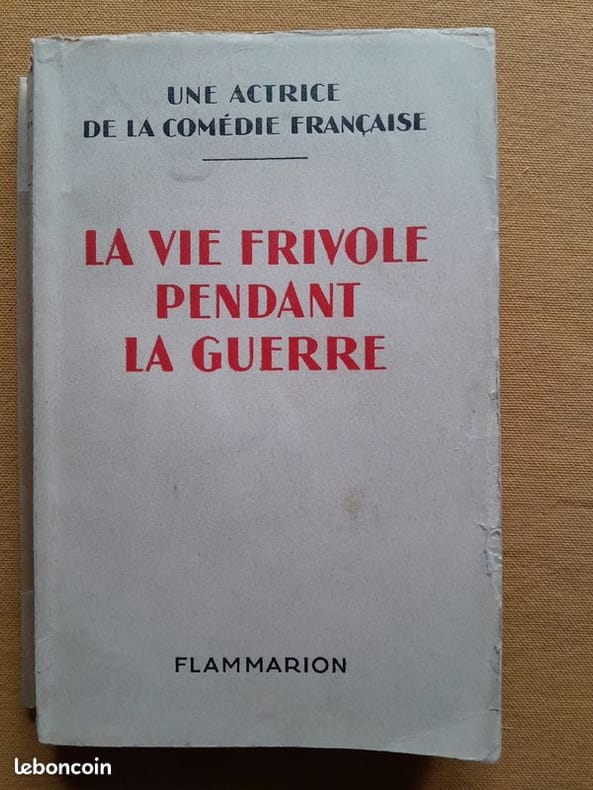 UNE ACTRICE
DE LA COMÉDIE FRANÇAISE
LA VIE FRIVOLE
PENDANT
LA GUERRE
FLAMMARION
leboncoin